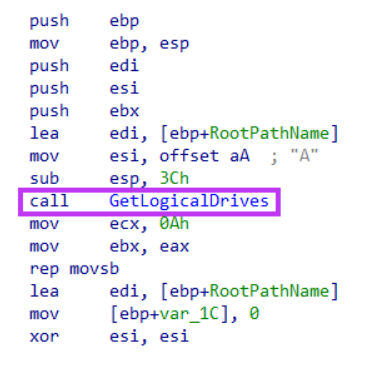 push ebp
mov ebp, esp
push edi
push esi
push ebx
lea edi, [ebp+RootPathName]
mov esi, offset aA ; "A"
sub esp, 3Ch
call GetLogicalDrives
mov ecx, 0Ah
mov ebx, eax
rep movsb
lea edi, [ebp+RootPathName]
mov [ebp+var_1C], 0
xor esi, esi